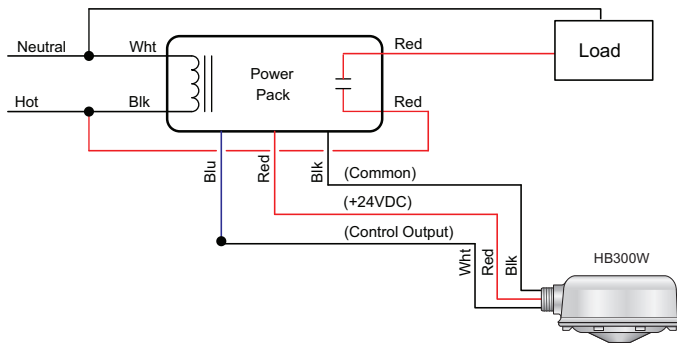 Neutral
Wht
Red
Load
Power
Pack
Hot
Blk
Red
Blu
Red
Blk
(Common)
(+24VDC)
(Control Output)
Wht
Red
Blk
HB300W